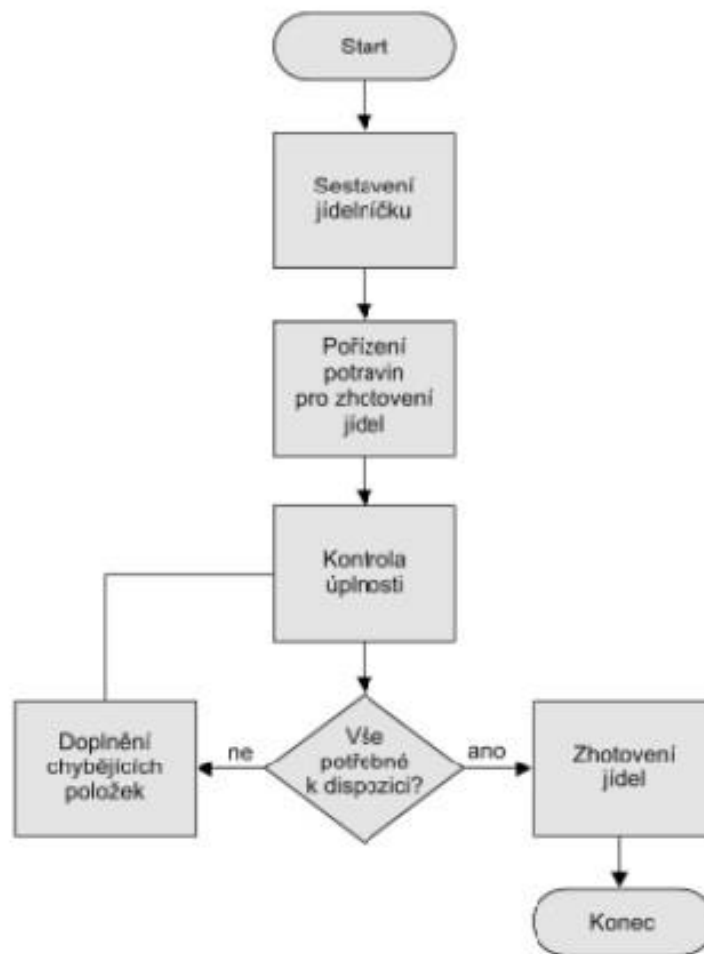 Start
Sestavení
jídelníčku
Pořízení
potravin
pro zhotovení
jídel
Kontrola
úplnosti
Vše
potřebné
k dispozici?
ne
ano
Doplnění
chybějících
položek
Zhotovení
jídel
Konec